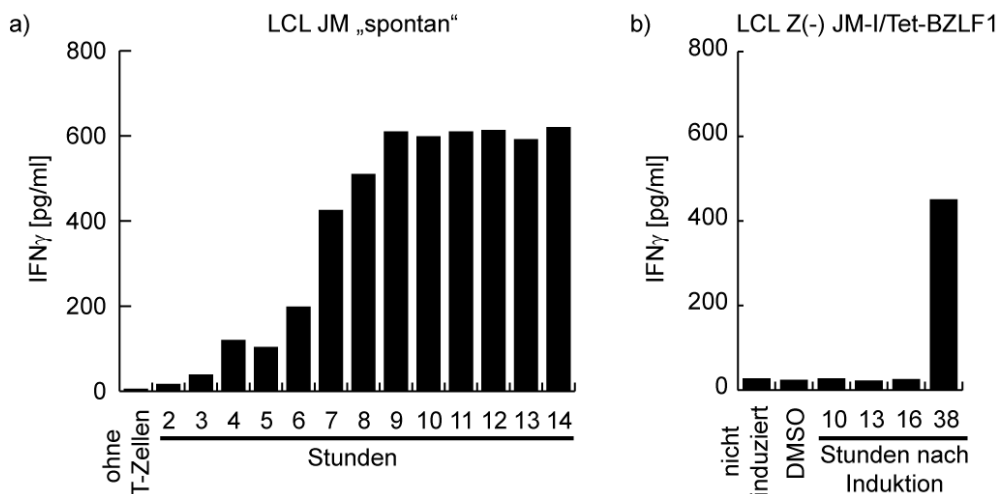 a) LCL JM „spontan“
800
600
400
200
0
IFNγ [pg/ml]
ohne
T-Zellen
2 3 4 5 6 7 8 9 10 11 12 13 14
Stunden
b) LCL Z(-) JM-I/Tet-BZLF1
800
600
400
200
0
IFNγ [pg/ml]
nicht
induziert
DMSO
10 13 16 38
Stunden nach
Induktion